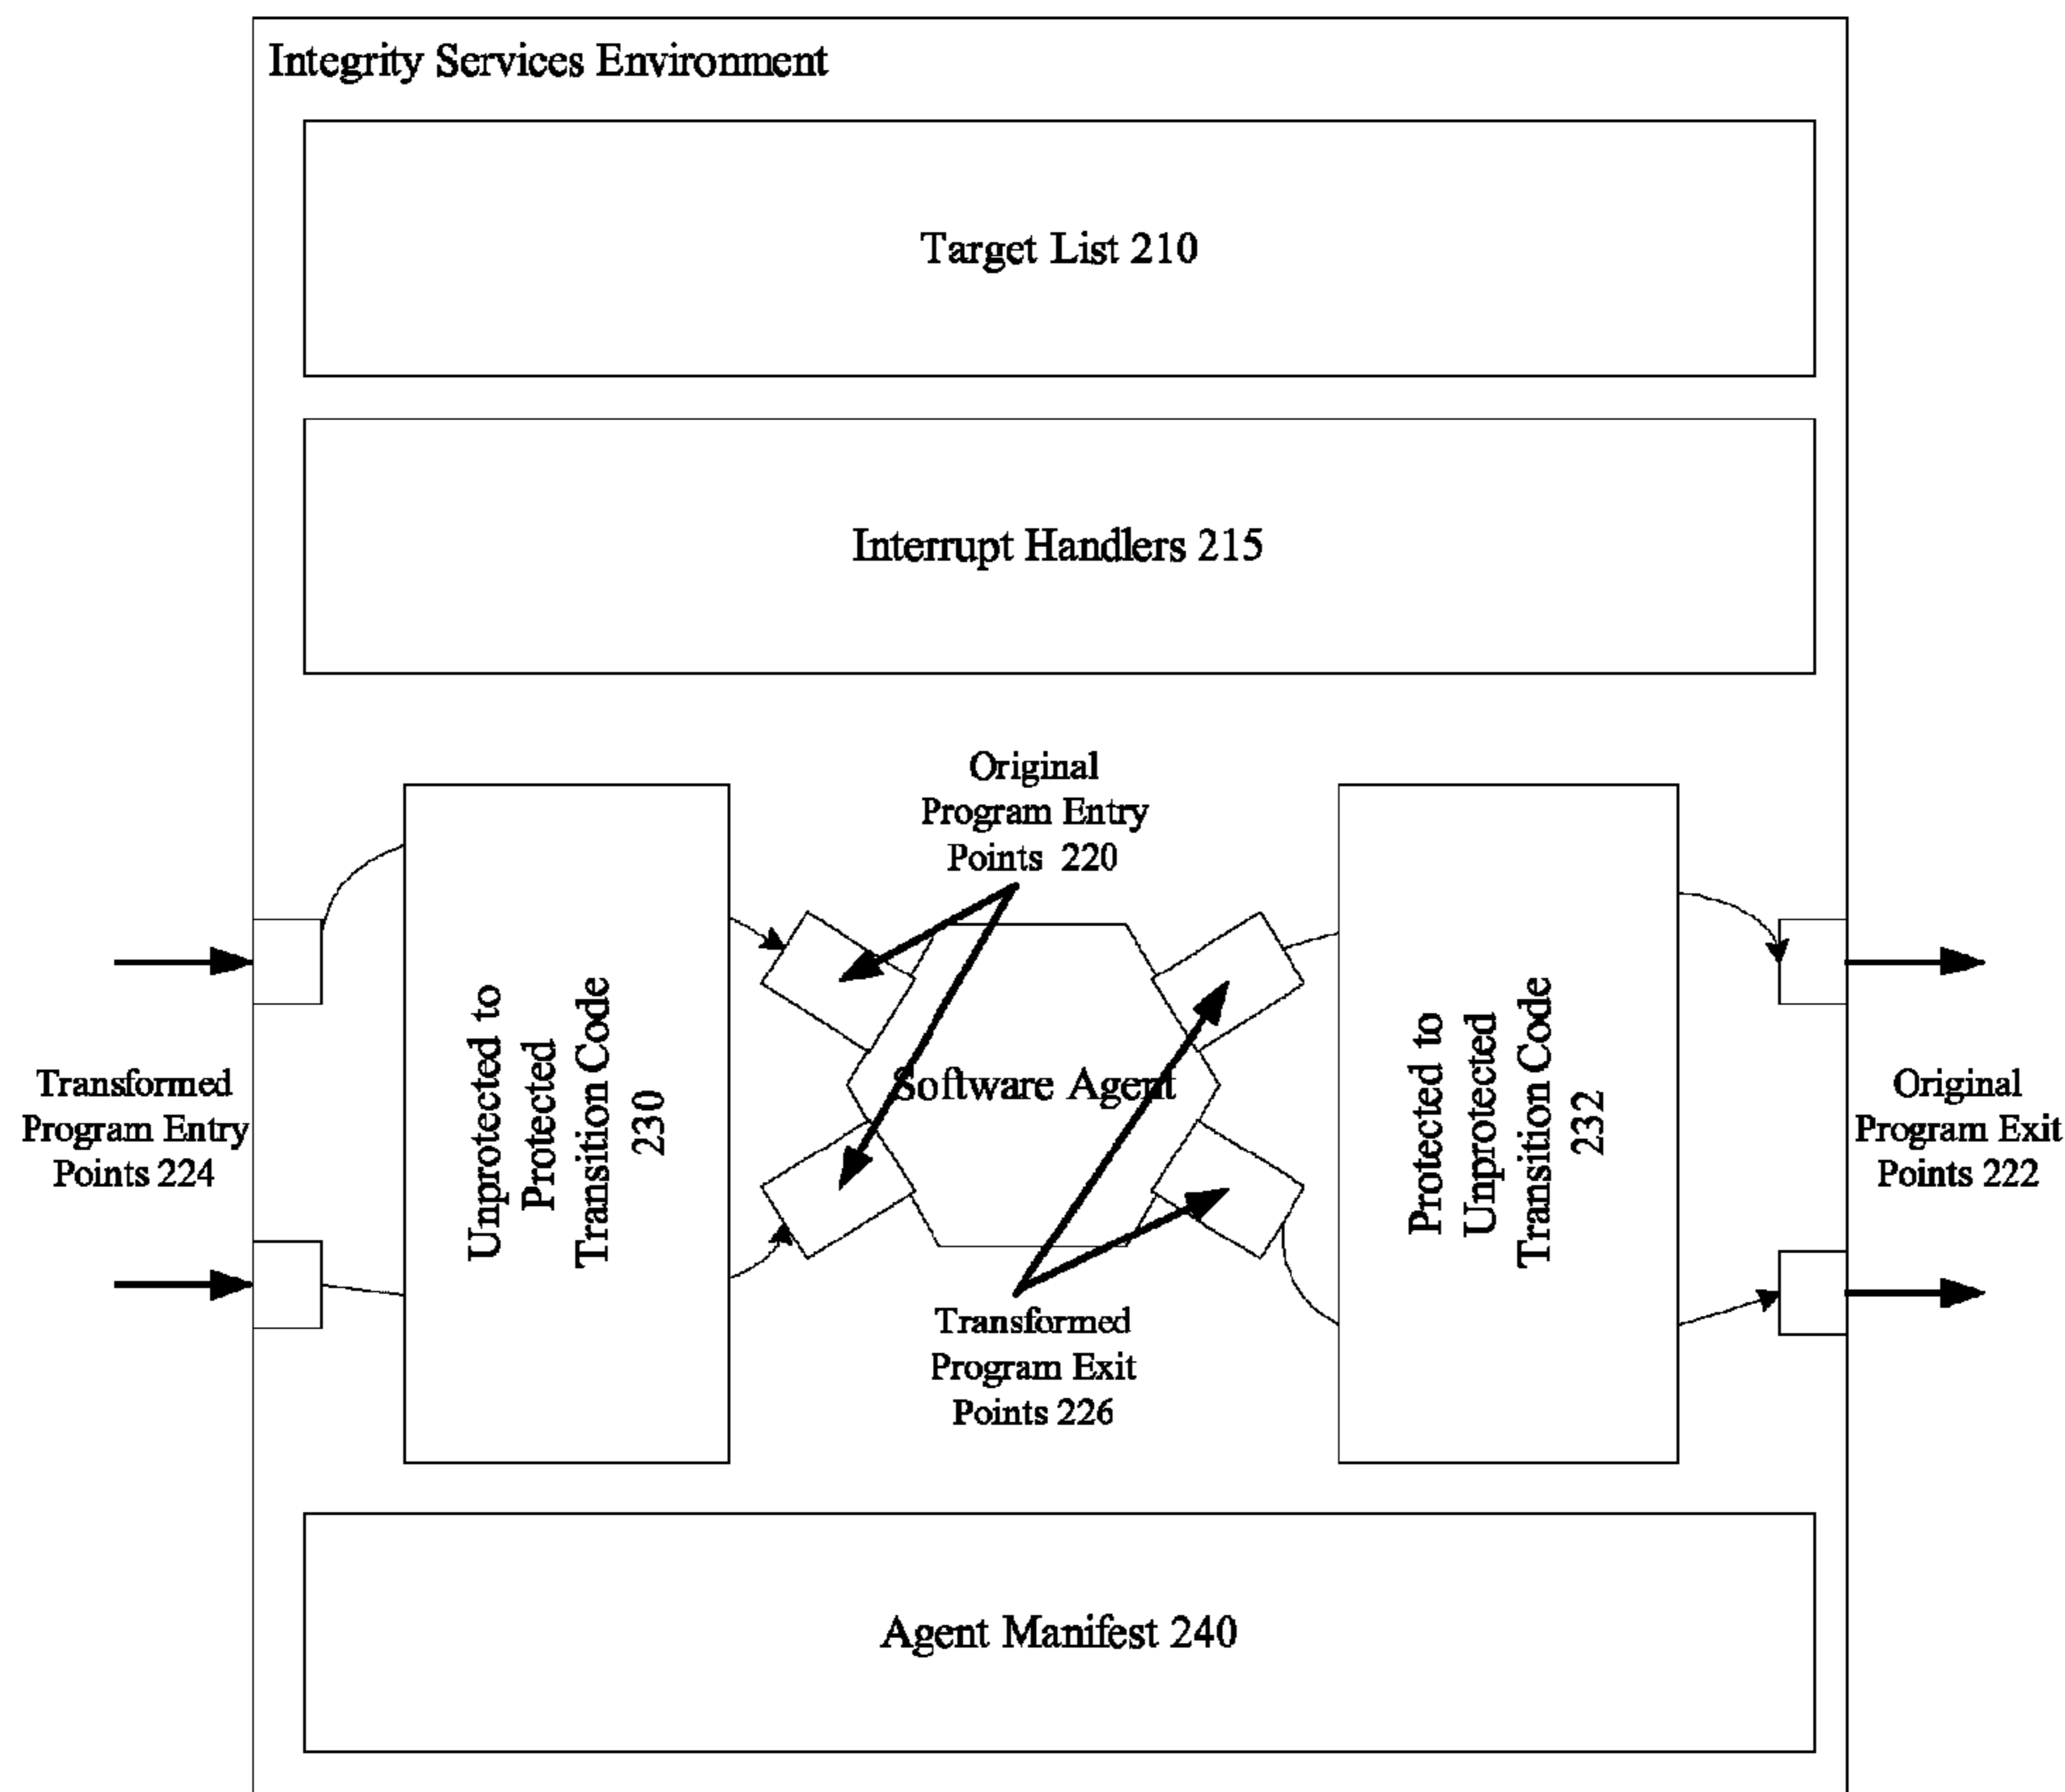 Integrity Services Environment
Target List 210
Interrupt Handlers 215
Original
Program Entry
Points 220
Transformed
Program Entry
Points 224
Unprotected to
Protected
Transition Code
230
Software Agent
Protected to
Unprotected
Transition Code
232
Original
Program Exit
Points 222
Transformed
Program Exit
Points 226
Agent Manifest 240